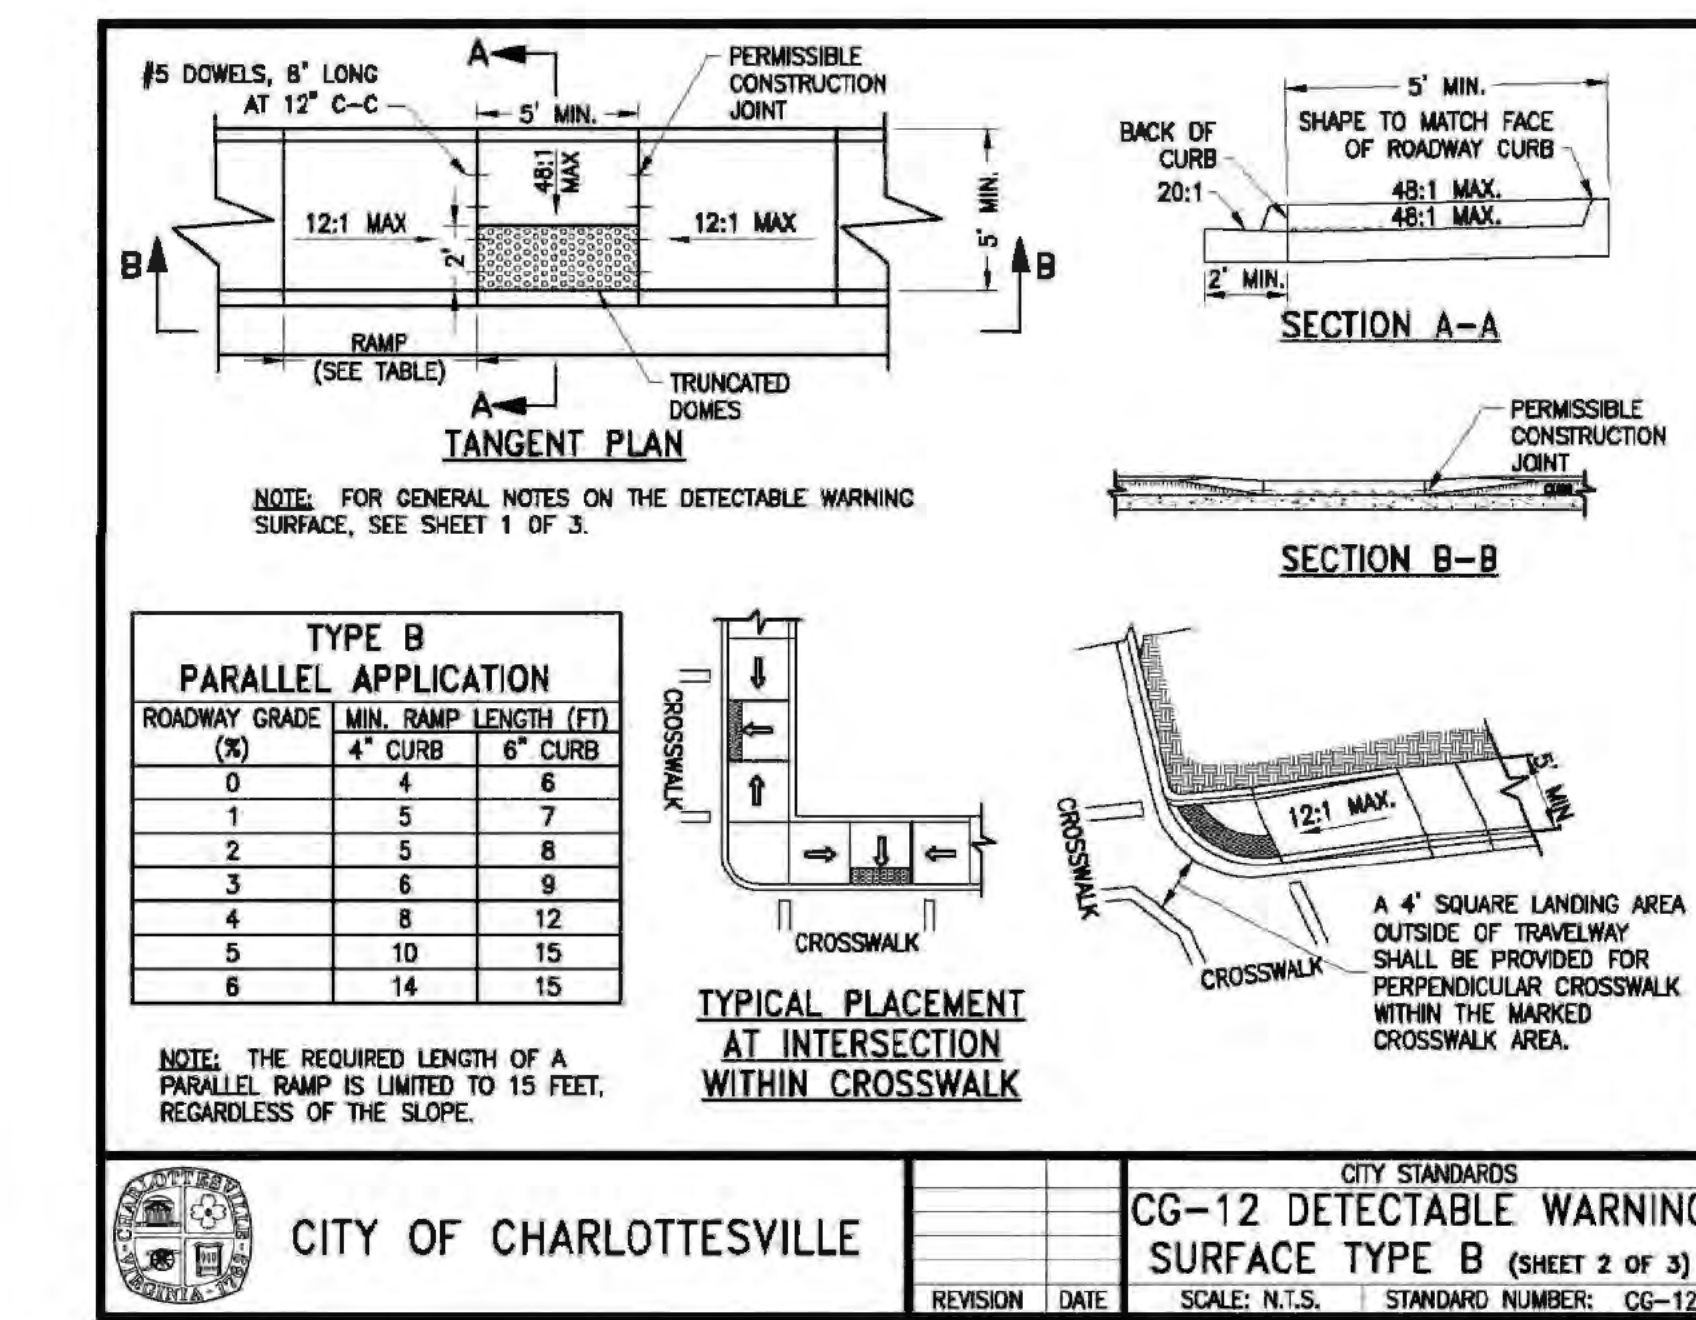 #5 DOWELS, 8" LONG
AT 12" C-C
A
5' MIN.
PERMISSIBLE
CONSTRUCTION
JOINT
48:1
MAX
12:1 MAX
12:1 MAX
2'
5' MIN.
B
B
RAMP
(SEE TABLE)
A
TRUNCATED
DOMES
TANGENT PLAN
NOTE: FOR GENERAL NOTES ON THE DETECTABLE WARNING
SURFACE, SEE SHEET 1 OF 3.
5' MIN.
BACK OF
CURB
SHAPE TO MATCH FACE
OF ROADWAY CURB
20:1
48:1 MAX.
48:1 MAX.
2' MIN.
SECTION A-A
PERMISSIBLE
CONSTRUCTION
JOINT
SECTION B-B
TYPE B
PARALLEL APPLICATION
ROADWAY GRADE MIN. RAMP LENGTH (FT)
(%) 4" CURB 6" CURB
0 4 6
1 5 7
2 5 8
3 6 9
4 8 12
5 10 15
6 14 15
NOTE: THE REQUIRED LENGTH OF A
PARALLEL RAMP IS LIMITED TO 15 FEET,
REGARDLESS OF THE SLOPE.
CROSSWALK
CROSSWALK
TYPICAL PLACEMENT
AT INTERSECTION
WITHIN CROSSWALK
5' MIN
12:1 MAX.
CROSSWALK
CROSSWALK
A 4' SQUARE LANDING AREA
OUTSIDE OF TRAVELWAY
SHALL BE PROVIDED FOR
PERPENDICULAR CROSSWALK
WITHIN THE MARKED
CROSSWALK AREA.
CHARLOTTESVILLE
VIRGINIA - 1762
CITY OF CHARLOTTESVILLE
REVISION DATE
CITY STANDARDS
CG-12 DETECTABLE WARNING
SURFACE TYPE B (SHEET 2 OF 3)
SCALE: N.T.S. STANDARD NUMBER: CG-12